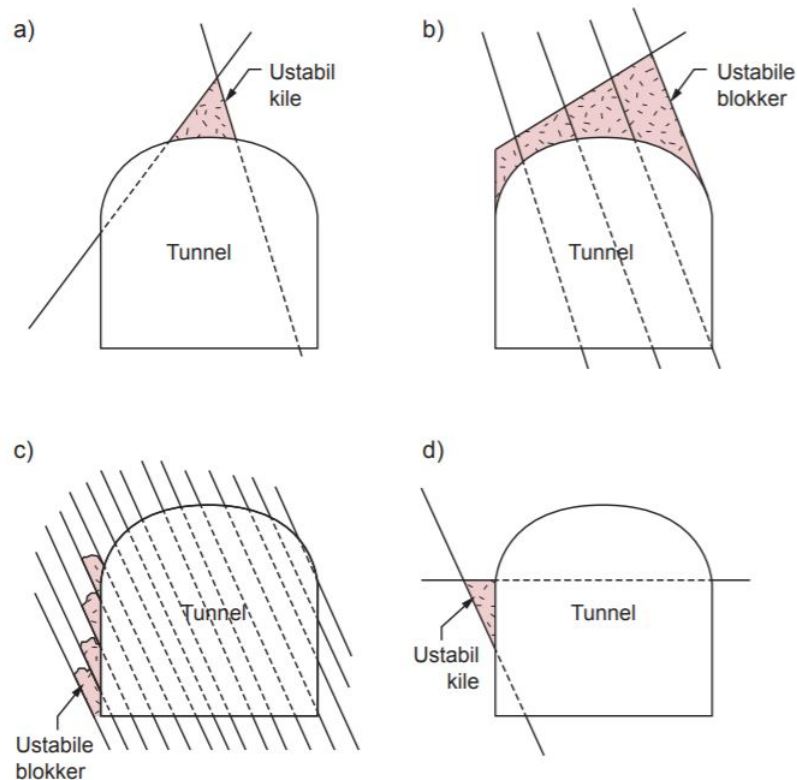 a)
Ustabil
kile
Tunnel
b)
Ustabile
blokker
Tunnel
c)
Tunnel
Ustabile
blokker
d)
Tunnel
Ustabil
kile